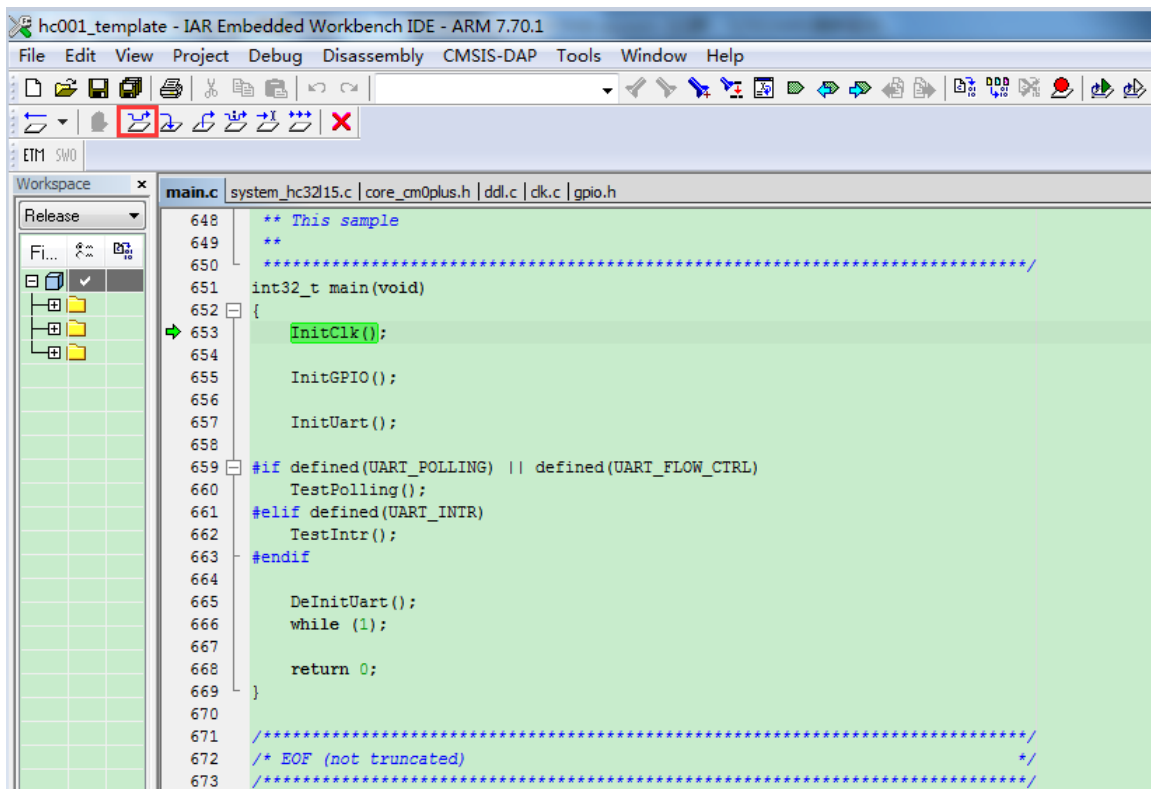 hc001_template - IAR Embedded Workbench IDE - ARM 7.70.1
File Edit View Project Debug Disassembly CMSIS-DAP Tools Window Help
ETM SWO
Workspace x
main.c system_hc32l15.c core_cm0plus.h ddl.c clk.c gpio.h
Release
Fi...
648 ** This sample
649 **
650 ******************************************************************************/
651 int32_t main(void)
652 {
653 InitClk();
654
655 InitGPIO();
656
657 InitUart();
658
659 #if defined(UART_POLLING) || defined(UART_FLOW_CTRL)
660 TestPolling();
661 #elif defined(UART_INTR)
662 TestIntr();
663 #endif
664
665 DeInitUart();
666 while (1);
667
668 return 0;
669 }
670
671 /******************************************************************************/
672 /* EOF (not truncated) */
673 /******************************************************************************/